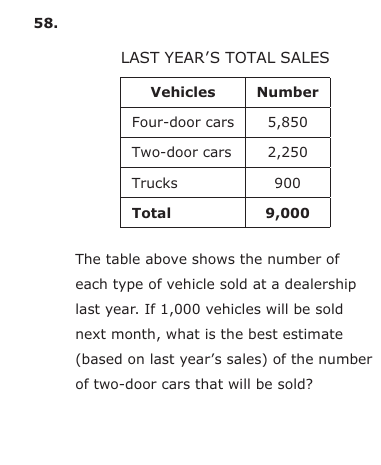 58.
LAST YEAR'S TOTAL SALES
Vehicles Number
Four-door cars 5,850
Two-door cars 2,250
Trucks 900
Total 9,000
The table above shows the number of
each type of vehicle sold at a dealership
last year. If 1,000 vehicles will be sold
next month, what is the best estimate
(based on last year's sales) of the number
of two-door cars that will be sold?